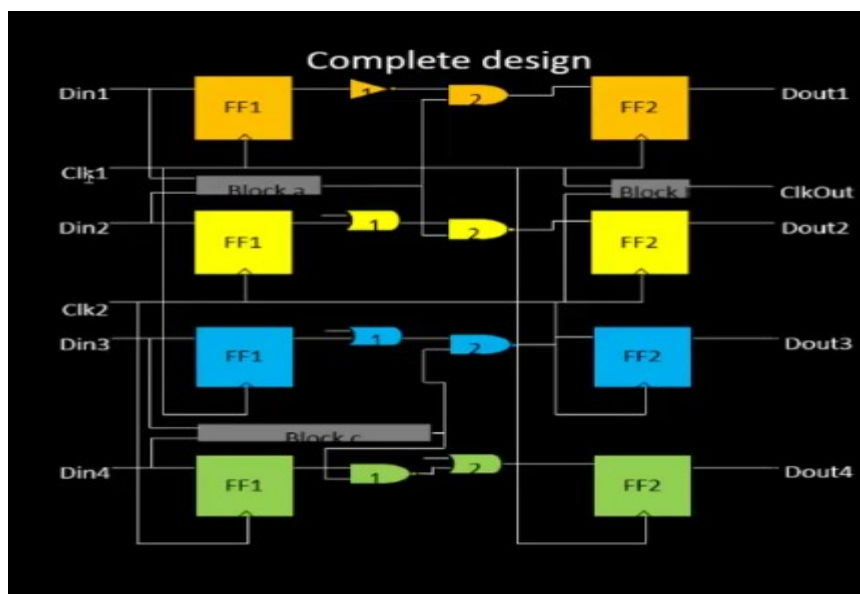 Complete design
Din1
FF1
1
2
FF2
Dout1
Clk1
Block a
Block
ClkOut
Din2
FF1
1
2
FF2
Dout2
Clk2
Din3
FF1
1
2
FF2
Dout3
Block c
Din4
FF1
1
2
FF2
Dout4